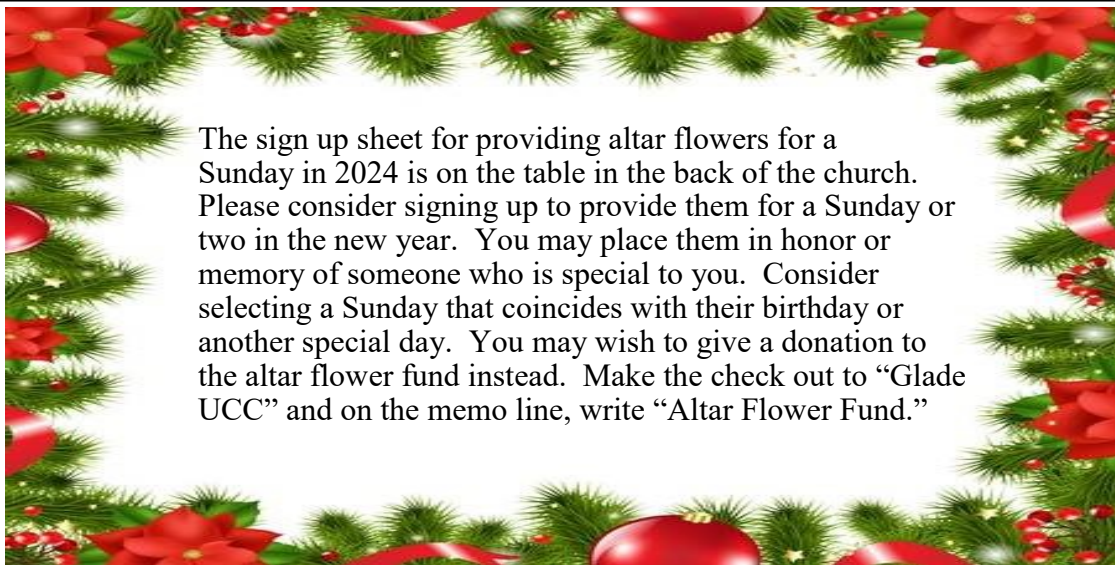 The sign up sheet for providing altar flowers for a
Sunday in 2024 is on the table in the back of the church.
Please consider signing up to provide them for a Sunday or
two in the new year.  You may place them in honor or
memory of someone who is special to you.  Consider
selecting a Sunday that coincides with their birthday or
another special day.  You may wish to give a donation to
the altar flower fund instead.  Make the check out to “Glade
UCC” and on the memo line, write “Altar Flower Fund.”